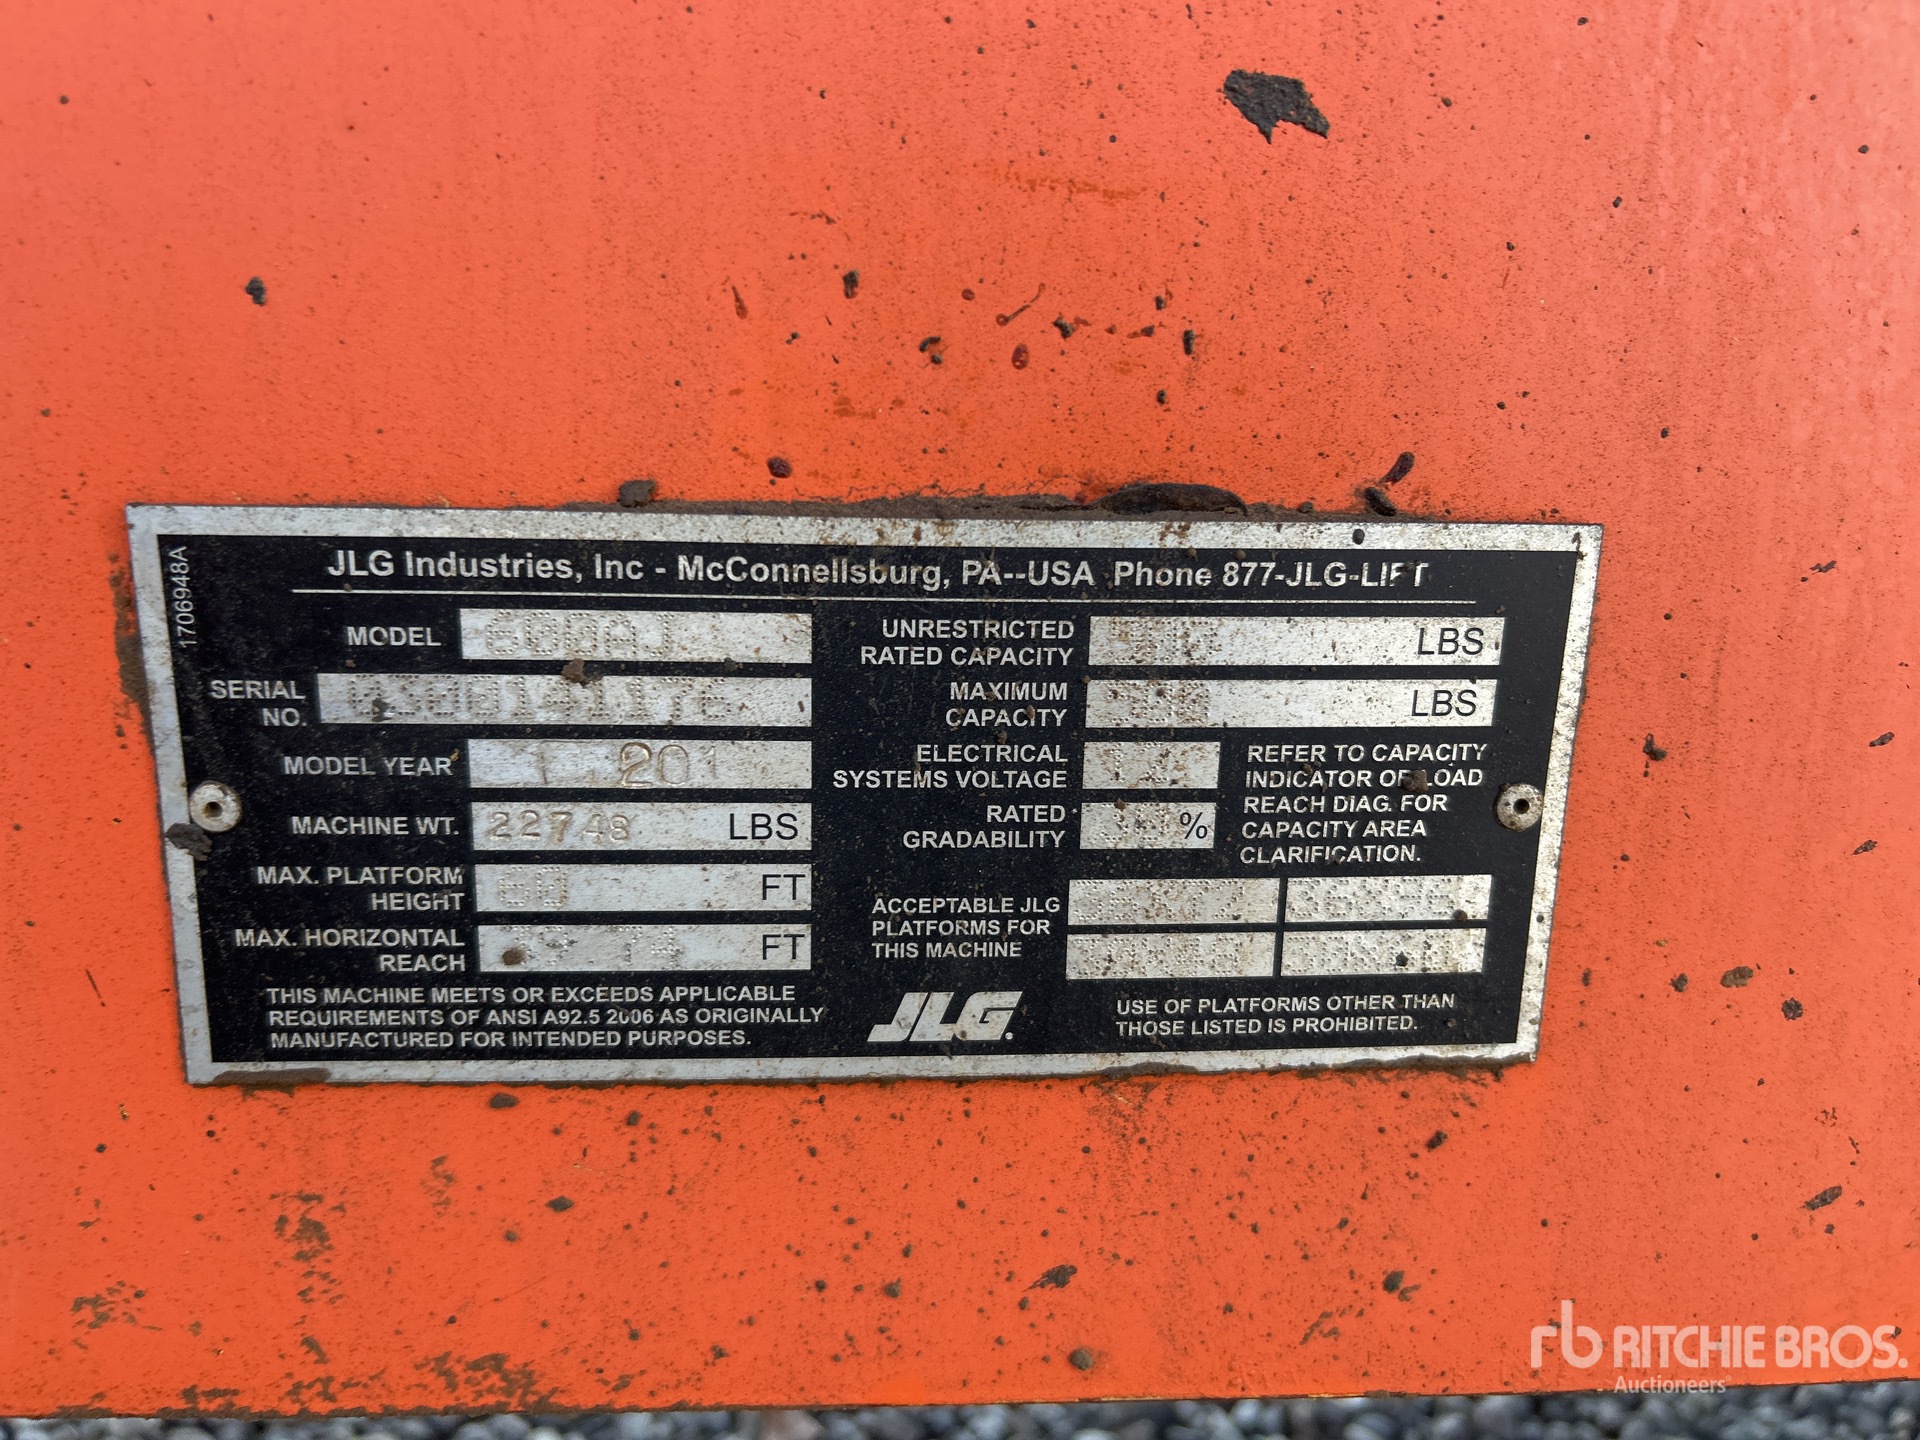 1706948A
JLG Industries, Inc - McConnellsburg, PA--USA Phone 877-JLG-LIFT
MODEL 600AJ
SERIAL
NO.
MODEL YEAR
MACHINE WT. 22748 LBS
MAX. PLATFORM
HEIGHT 60 FT
MAX. HORIZONTAL
REACH FT
THIS MACHINE MEETS OR EXCEEDS APPLICABLE
REQUIREMENTS OF ANSI A92.5 2006 AS ORIGINALLY
MANUFACTURED FOR INTENDED PURPOSES.
UNRESTRICTED
RATED CAPACITY LBS
MAXIMUM
CAPACITY LBS
ELECTRICAL
SYSTEMS VOLTAGE
RATED
GRADABILITY %
REFER TO CAPACITY
INDICATOR OF LOAD
REACH DIAG. FOR
CAPACITY AREA
CLARIFICATION.
ACCEPTABLE JLG
PLATFORMS FOR
THIS MACHINE
JLG
USE OF PLATFORMS OTHER THAN
THOSE LISTED IS PROHIBITED.
rb RITCHIE BROS.
Auctioneers